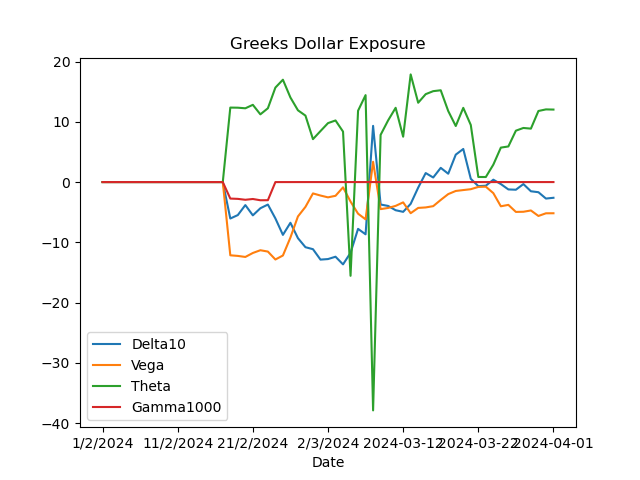 Greeks Dollar Exposure
20
10
0
−10
−20
−30
−40
Delta10
Vega
Theta
Gamma1000
1/2/2024 11/2/2024 21/2/2024 2/3/2024 2024-03-12 2024-03-22 2024-04-01
Date